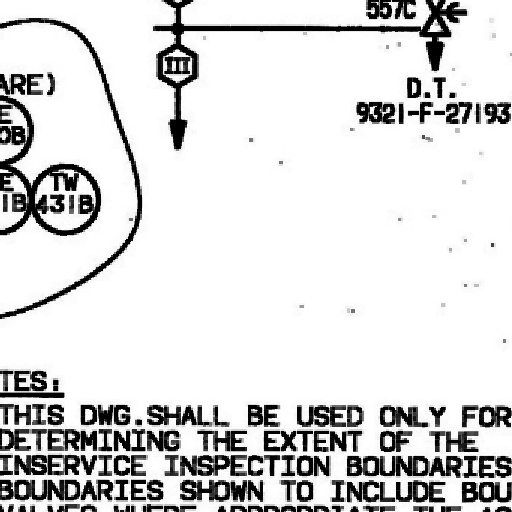 557C
III
D.T.
9321-F-27193
ARE)
E
0B
E
1B
TW
431B
TES:
THIS DWG.SHALL BE USED ONLY FOR
DETERMINING THE EXTENT OF THE
INSERVICE INSPECTION BOUNDARIES
BOUNDARIES SHOWN TO INCLUDE BOU